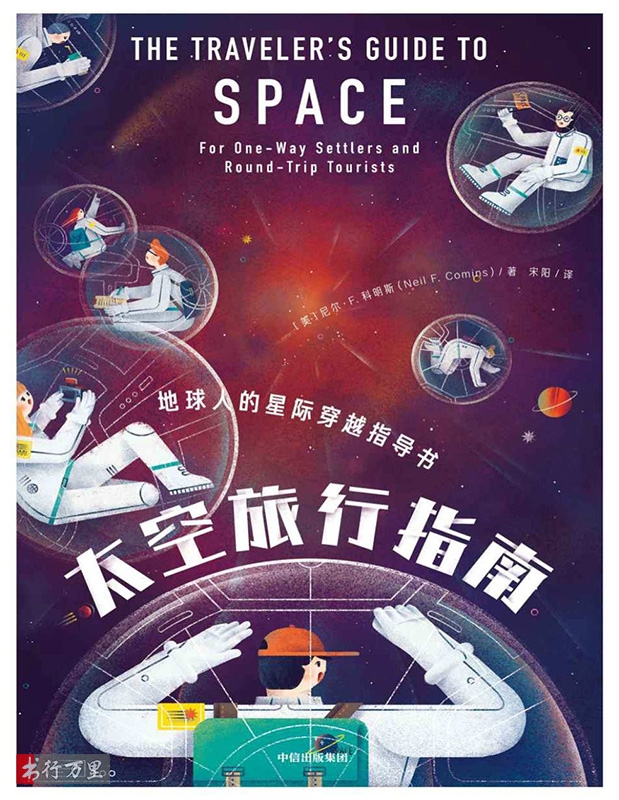 THE TRAVELER'S GUIDE TO
SPACE
For One-Way Settlers and
Round-Trip Tourists
[美]尼尔·F.科明斯(Neil F. Comins)/著 宋阳/译
地球人的星际穿越指导书
太空旅行指南
中信出版集团
书行万里。